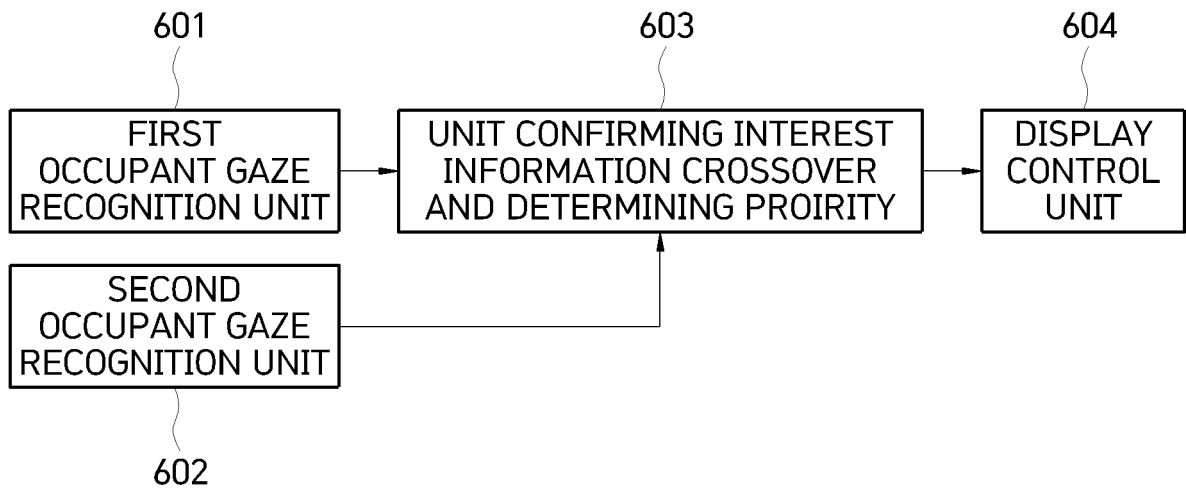 601
603
604
FIRST
OCCUPANT GAZE
RECOGNITION UNIT
UNIT CONFIRMING INTEREST
INFORMATION CROSSOVER
AND DETERMINING PROIRITY
DISPLAY
CONTROL
UNIT
SECOND
OCCUPANT GAZE
RECOGNITION UNIT
602